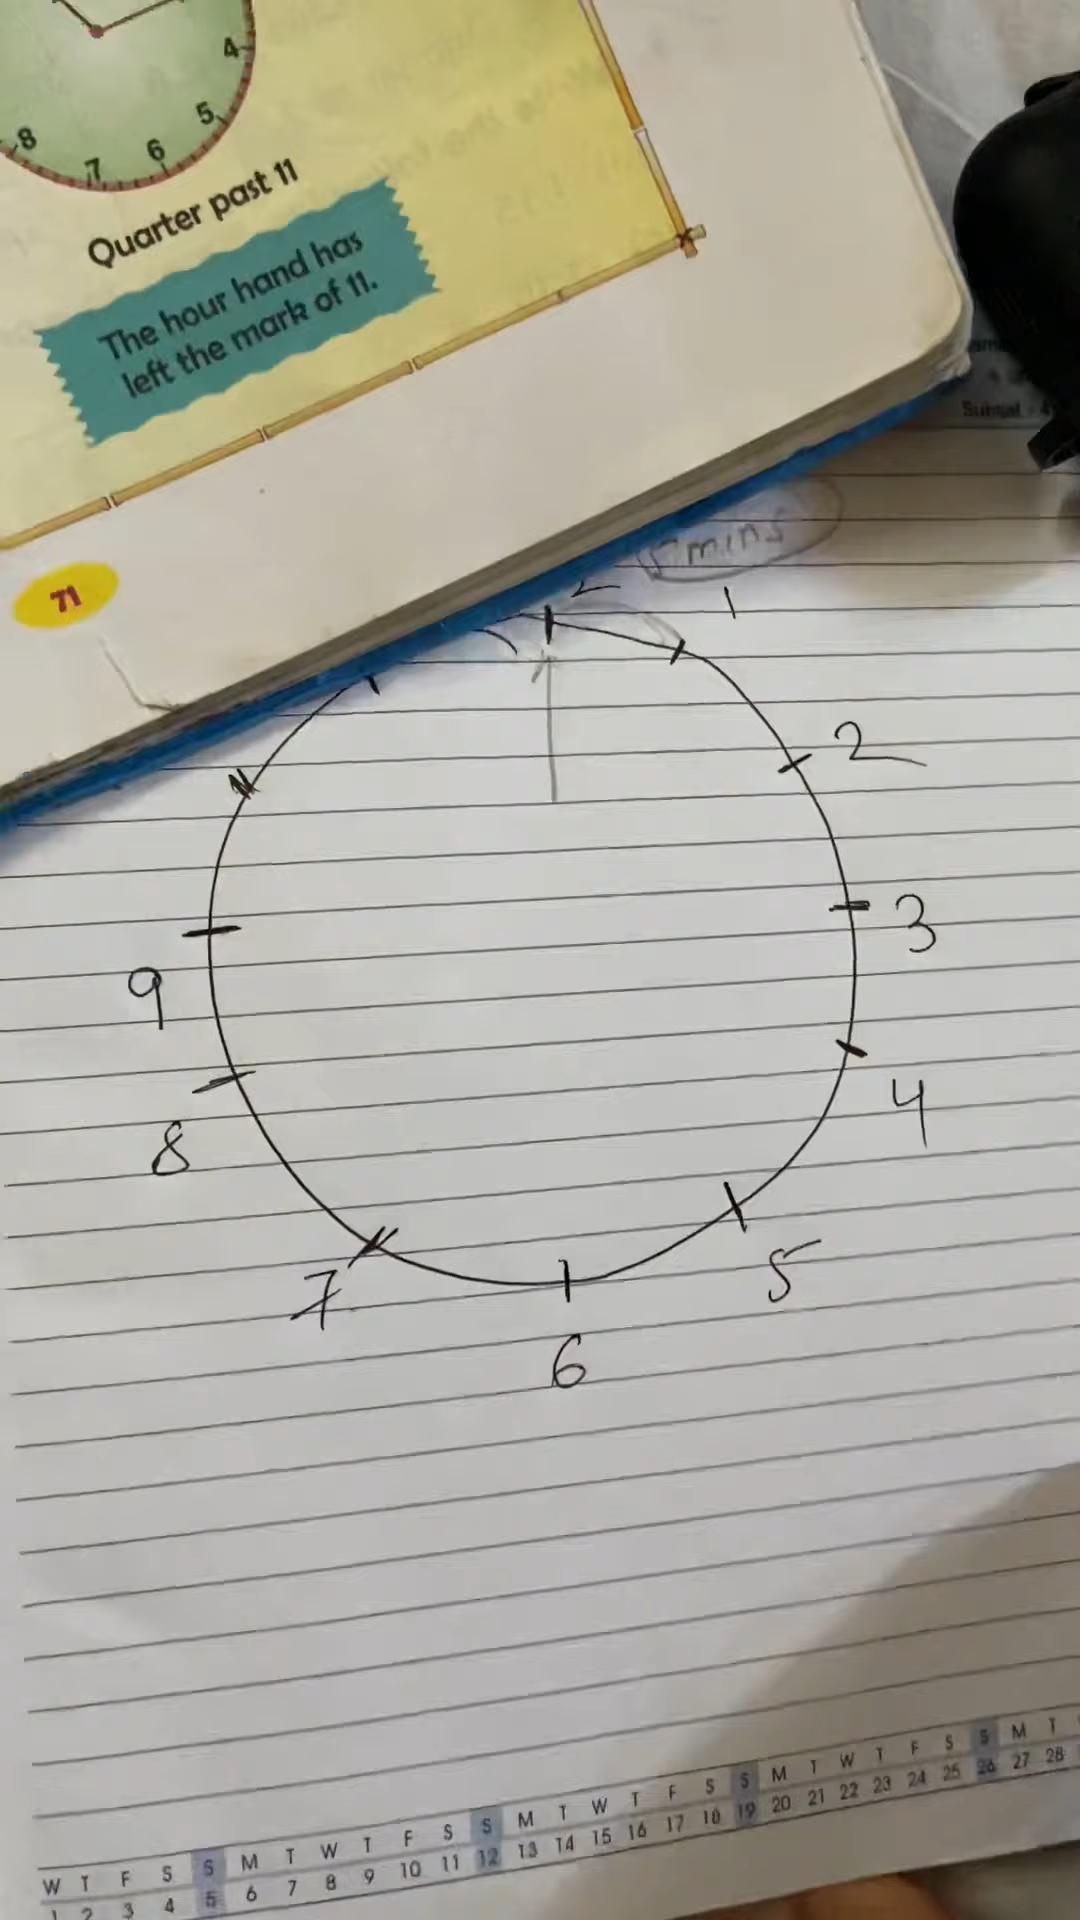 4
5
6
7
8
Quarter past 11
The hour hand has
left the mark of 11.
71
5 mins
1
2
3
4
5
6
7
8
9
W T F S S M T W T F S S M T W T F S S M T W T F S S M T
1 2 3 4 5 6 7 8 9 10 11 12 13 14 15 16 17 18 19 20 21 22 23 24 25 26 27 28